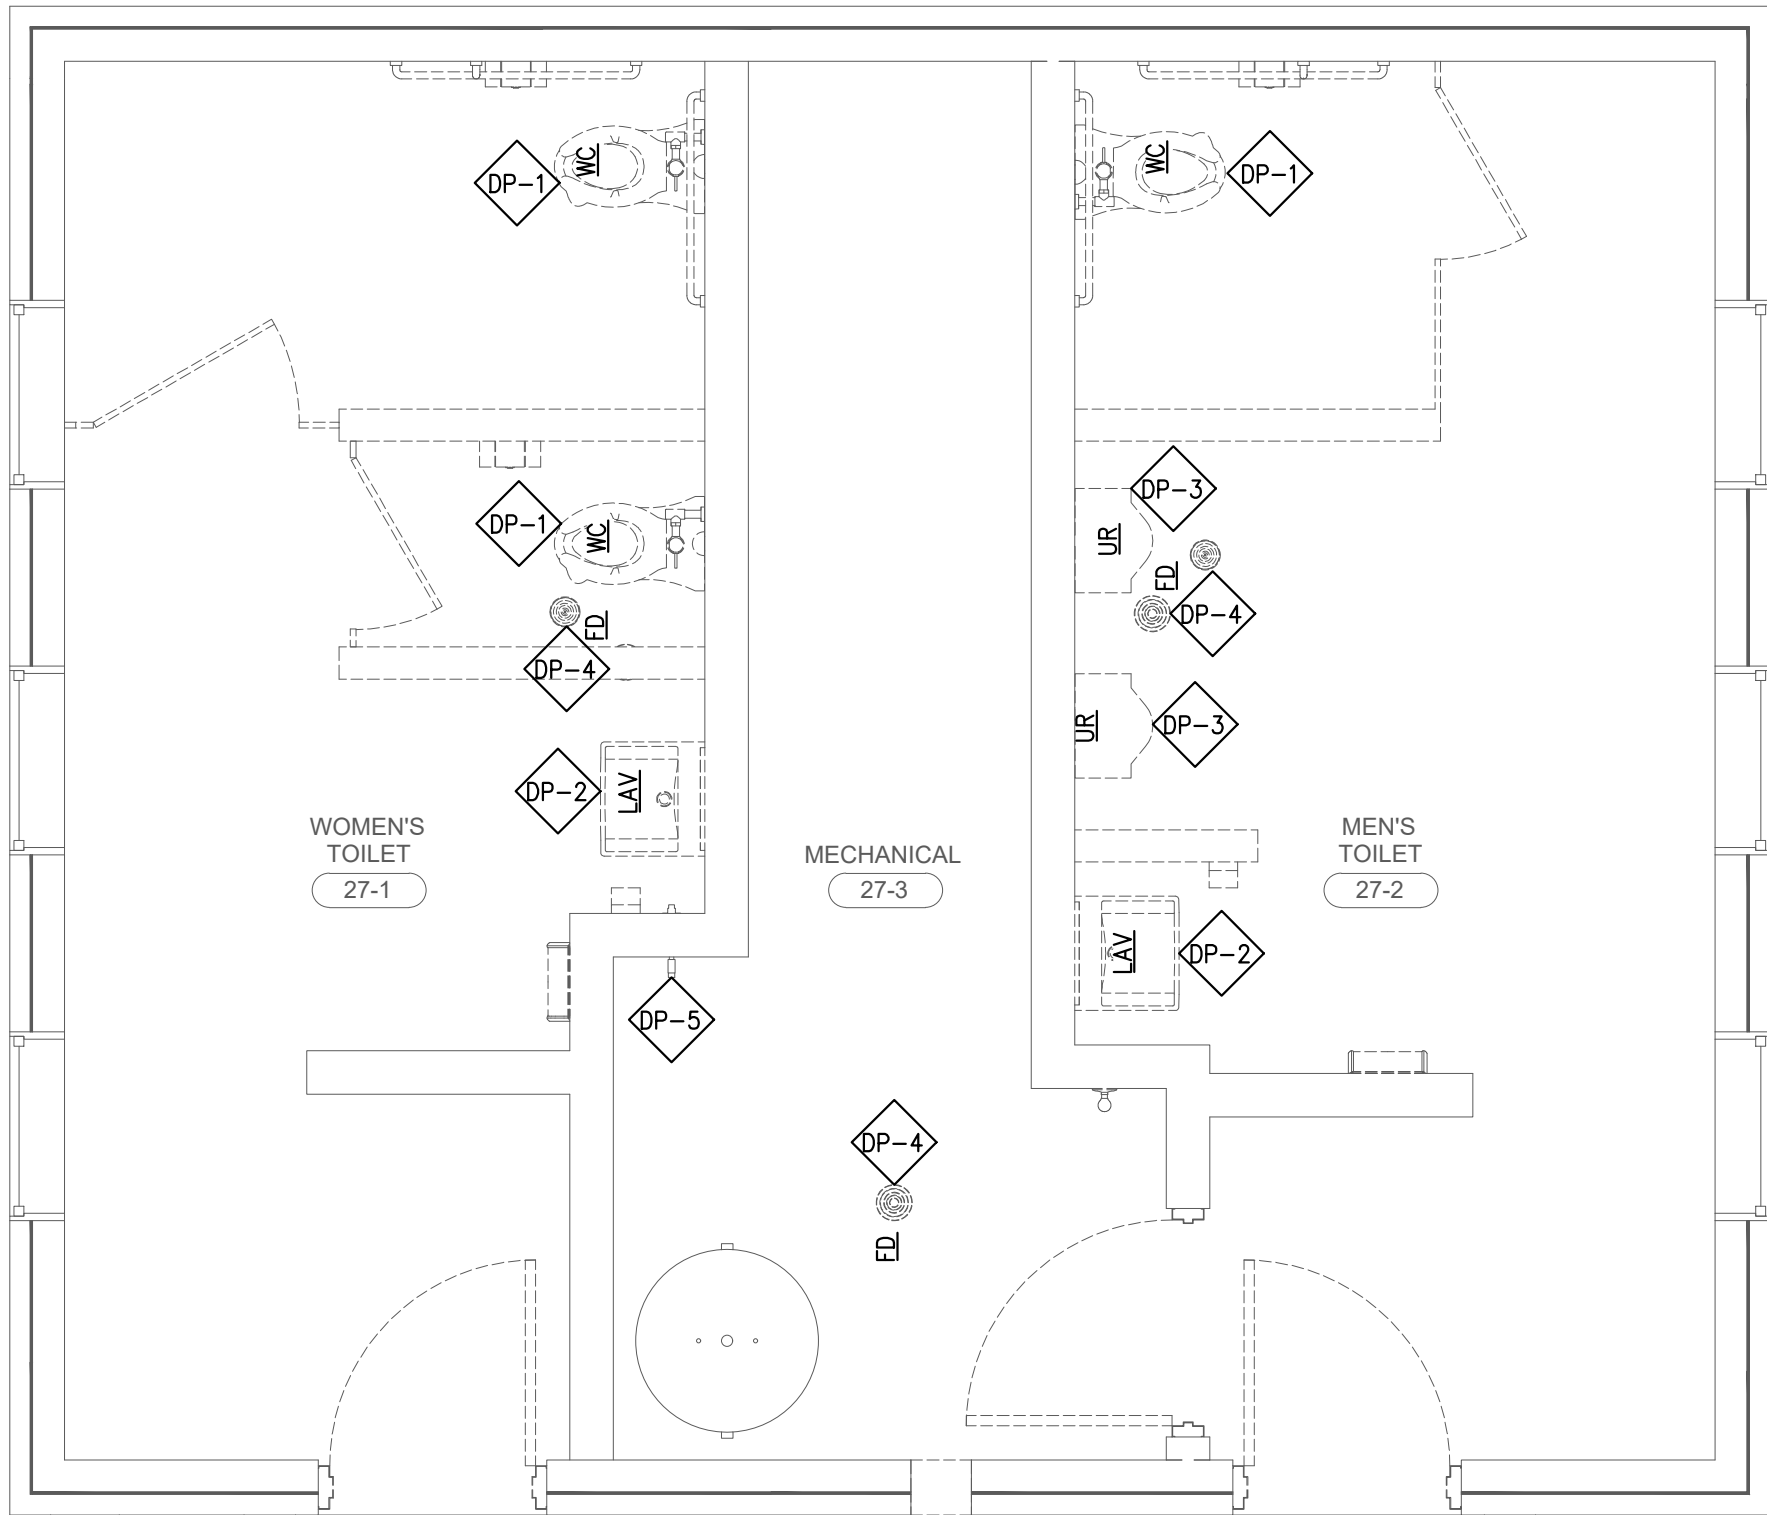 WC
DP-1
WC
DP-1
DP-3
UR
WC
DP-1
FD
DP-4
FD
DP-4
UR
DP-3
LAV
DP-2
WOMEN'S
TOILET
27-1
MECHANICAL
27-3
MEN'S
TOILET
27-2
LAV
DP-2
DP-5
DP-4
FD